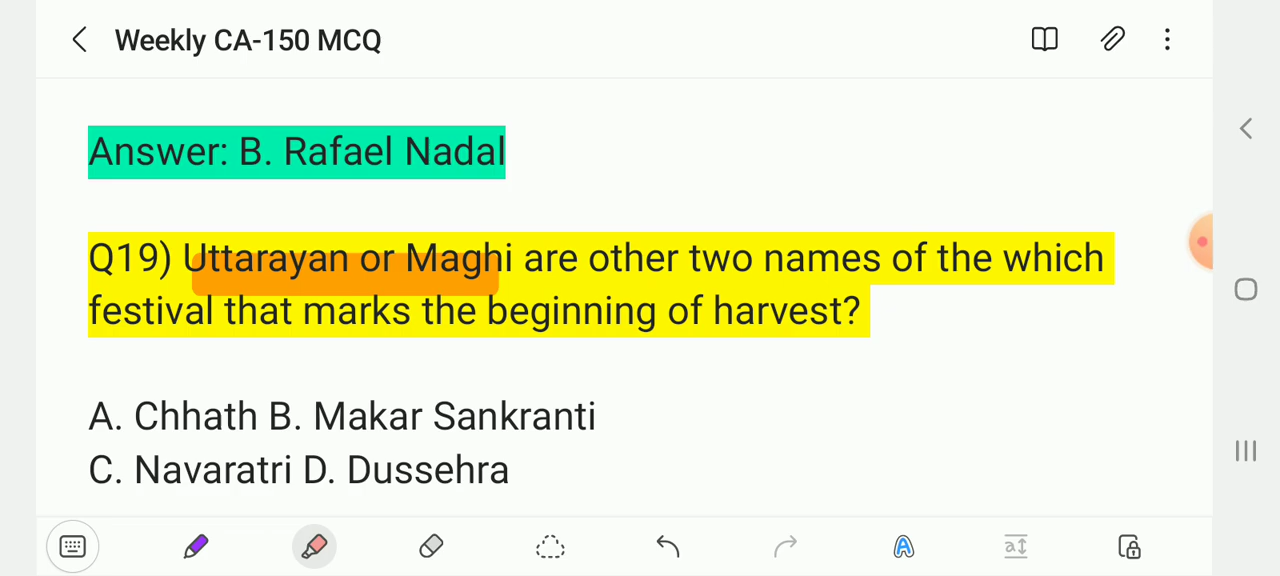 Weekly CA-150 MCQ
Answer: B. Rafael Nadal
Q19) Uttarayan or Maghi are other two names of the which
festival that marks the beginning of harvest?
A. Chhath B. Makar Sankranti
C. Navaratri D. Dussehra
A
a